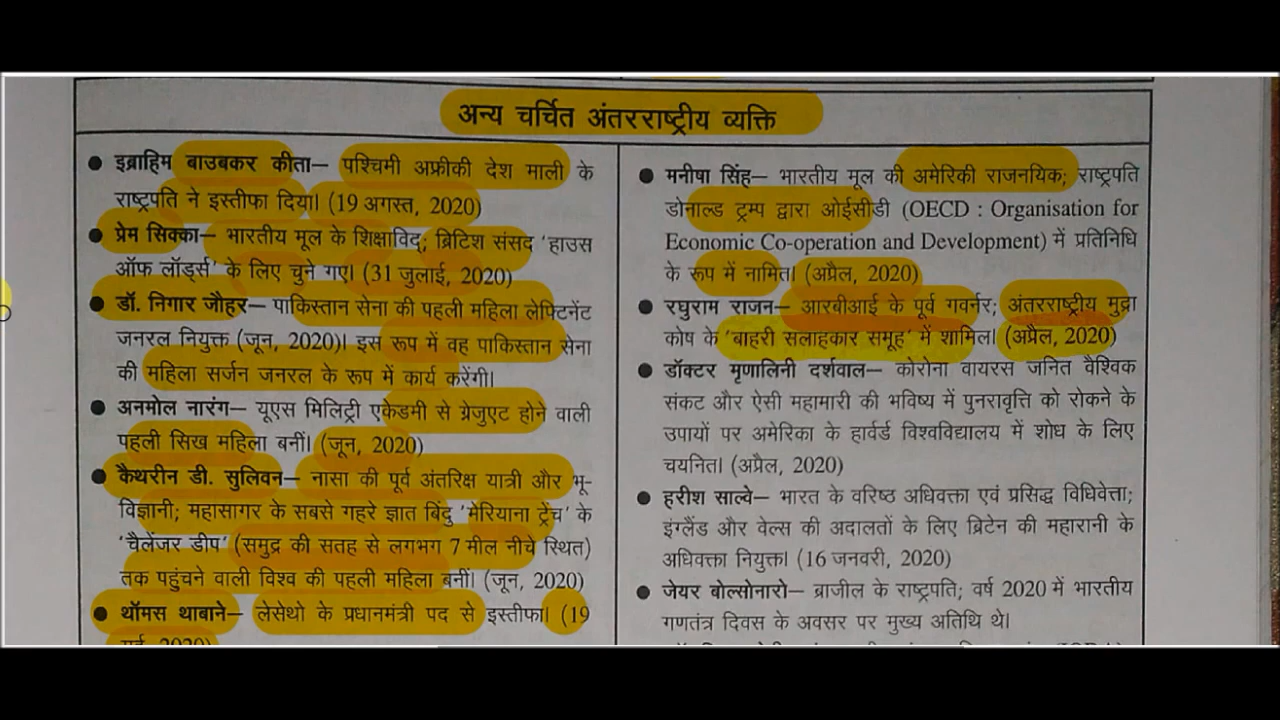 अन्य चर्चित अंतरराष्ट्रीय व्यक्ति
● इब्राहिम बाउबकर कीता– पश्चिमी अफ्रीकी देश माली के
राष्ट्रपति ने इस्तीफा दिया। (19 अगस्त, 2020)
● प्रेम सिक्का– भारतीय मूल के शिक्षाविद्; ब्रिटिश संसद 'हाउस
ऑफ लॉर्ड्स' के लिए चुने गए। (31 जुलाई, 2020)
● डॉ. निगार जौहर– पाकिस्तान सेना की पहली महिला लेफ्टिनेंट
जनरल नियुक्त (जून, 2020)। इस रूप में वह पाकिस्तान सेना
की महिला सर्जन जनरल के रूप में कार्य करेंगी।
● अनमोल नारंग– यूएस मिलिट्री एकेडमी से ग्रेजुएट होने वाली
पहली सिख महिला बनीं। (जून, 2020)
● कैथरीन डी. सुलिवन– नासा की पूर्व अंतरिक्ष यात्री और भू-
विज्ञानी; महासागर के सबसे गहरे ज्ञात बिंदु 'मेरियाना ट्रेंच' के
'चैलेंजर डीप' (समुद्र की सतह से लगभग 7 मील नीचे स्थित)
तक पहुंचने वाली विश्व की पहली महिला बनीं। (जून, 2020)
● थॉमस थाबाने– लेसेथो के प्रधानमंत्री पद से इस्तीफा। (19
● मनीषा सिंह– भारतीय मूल की अमेरिकी राजनयिक; राष्ट्रपति
डोनाल्ड ट्रम्प द्वारा ओईसीडी (OECD : Organisation for
Economic Co-operation and Development) में प्रतिनिधि
के रूप में नामित। (अप्रैल, 2020)
● रघुराम राजन– आरबीआई के पूर्व गवर्नर; अंतरराष्ट्रीय मुद्रा
कोष के 'बाहरी सलाहकार समूह' में शामिल। (अप्रैल, 2020)
● डॉक्टर मृणालिनी दर्शवाल– कोरोना वायरस जनित वैश्विक
संकट और ऐसी महामारी की भविष्य में पुनरावृत्ति को रोकने के
उपायों पर अमेरिका के हार्वर्ड विश्वविद्यालय में शोध के लिए
चयनित। (अप्रैल, 2020)
● हरीश साल्वे– भारत के वरिष्ठ अधिवक्ता एवं प्रसिद्ध विधिवेत्ता;
इंग्लैंड और वेल्स की अदालतों के लिए ब्रिटेन की महारानी के
अधिवक्ता नियुक्त। (16 जनवरी, 2020)
● जेयर बोल्सोनारो– ब्राजील के राष्ट्रपति; वर्ष 2020 में भारतीय
गणतंत्र दिवस के अवसर पर मुख्य अतिथि थे।